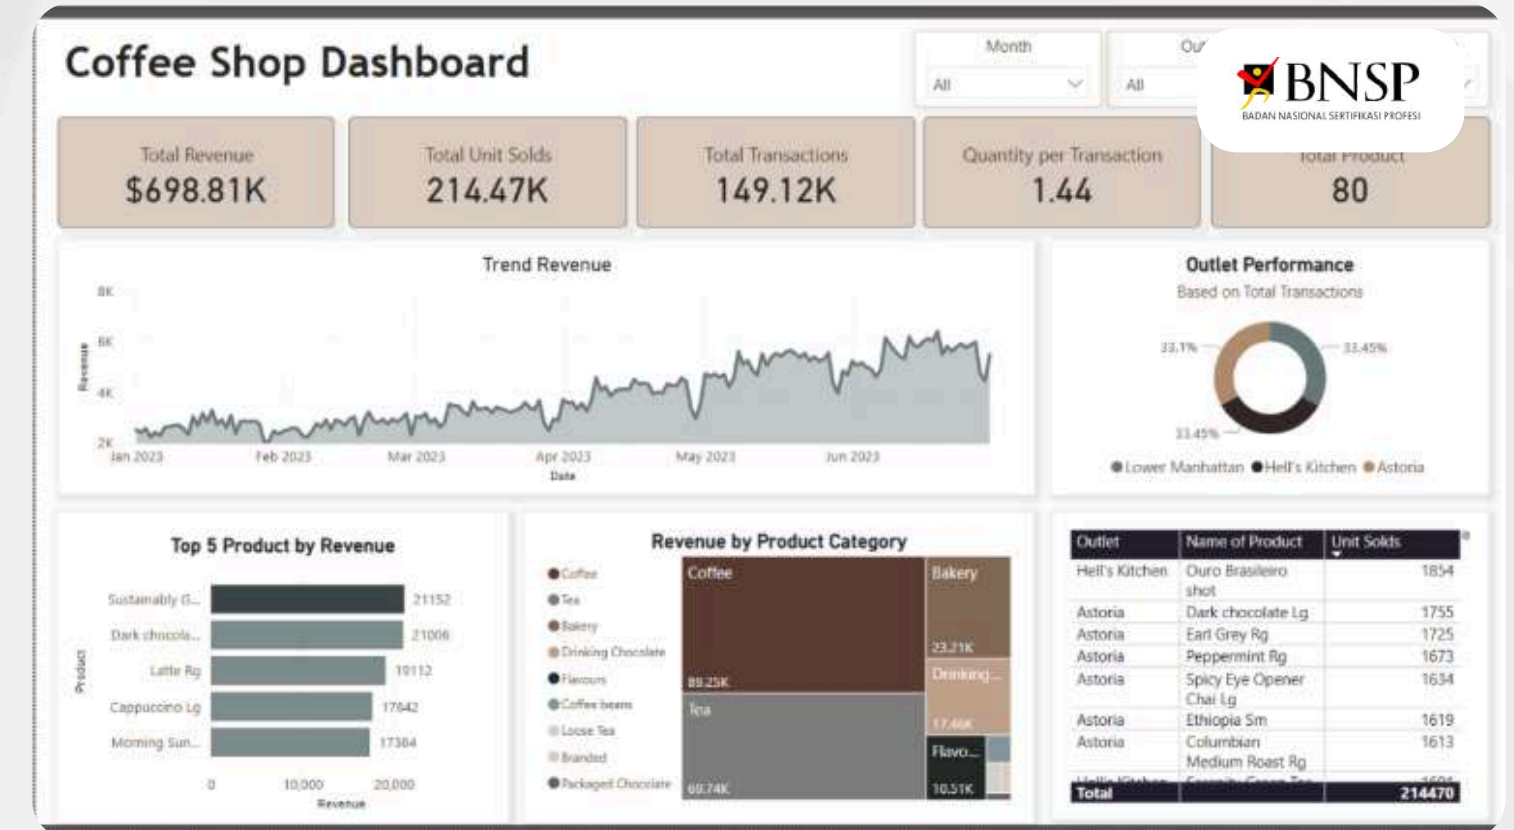 Coffee Shop Dashboard
Month
All
All
BNSP
BADAN NASIONAL SERTIFIKASI PROFESI
Total Revenue
$698.81K
Total Unit Solds
214.47K
Total Transactions
149.12K
Quantity per Transaction
1.44
Total Product
80
Trend Revenue
8K
6K
4K
2K
Revenue
Jan 2023
Feb 2023
Mar 2023
Apr 2023
May 2023
Jun 2023
Date
Outlet Performance
Based on Total Transactions
33.1%
33.45%
33.45%
Lower Manhattan Hell's Kitchen Astoria
Top 5 Product by Revenue
Product
Sustainably G... 21152
Dark chocola... 21006
Latte Rg 19112
Cappuccino Lg 17642
Morning Sun... 17384
0 10,000 20,000
Revenue
Revenue by Product Category
Coffee
Tea
Bakery
Drinking Chocolate
Flavours
Coffee beans
Loose Tea
Branded
Packaged Chocolate
Coffee
89.25K
Tea
69.74K
Bakery
23.21K
Drinking...
17.46K
Flavo...
10.51K
Outlet Name of Product Unit Solds
Hell's Kitchen Ouro Brasileiro 1854
shot
Astoria Dark chocolate Lg 1755
Astoria Earl Grey Rg 1725
Astoria Peppermint Rg 1673
Astoria Spicy Eye Opener 1634
Chai Lg
Astoria Ethiopia Sm 1619
Astoria Columbian 1613
Medium Roast Rg
Total 214470